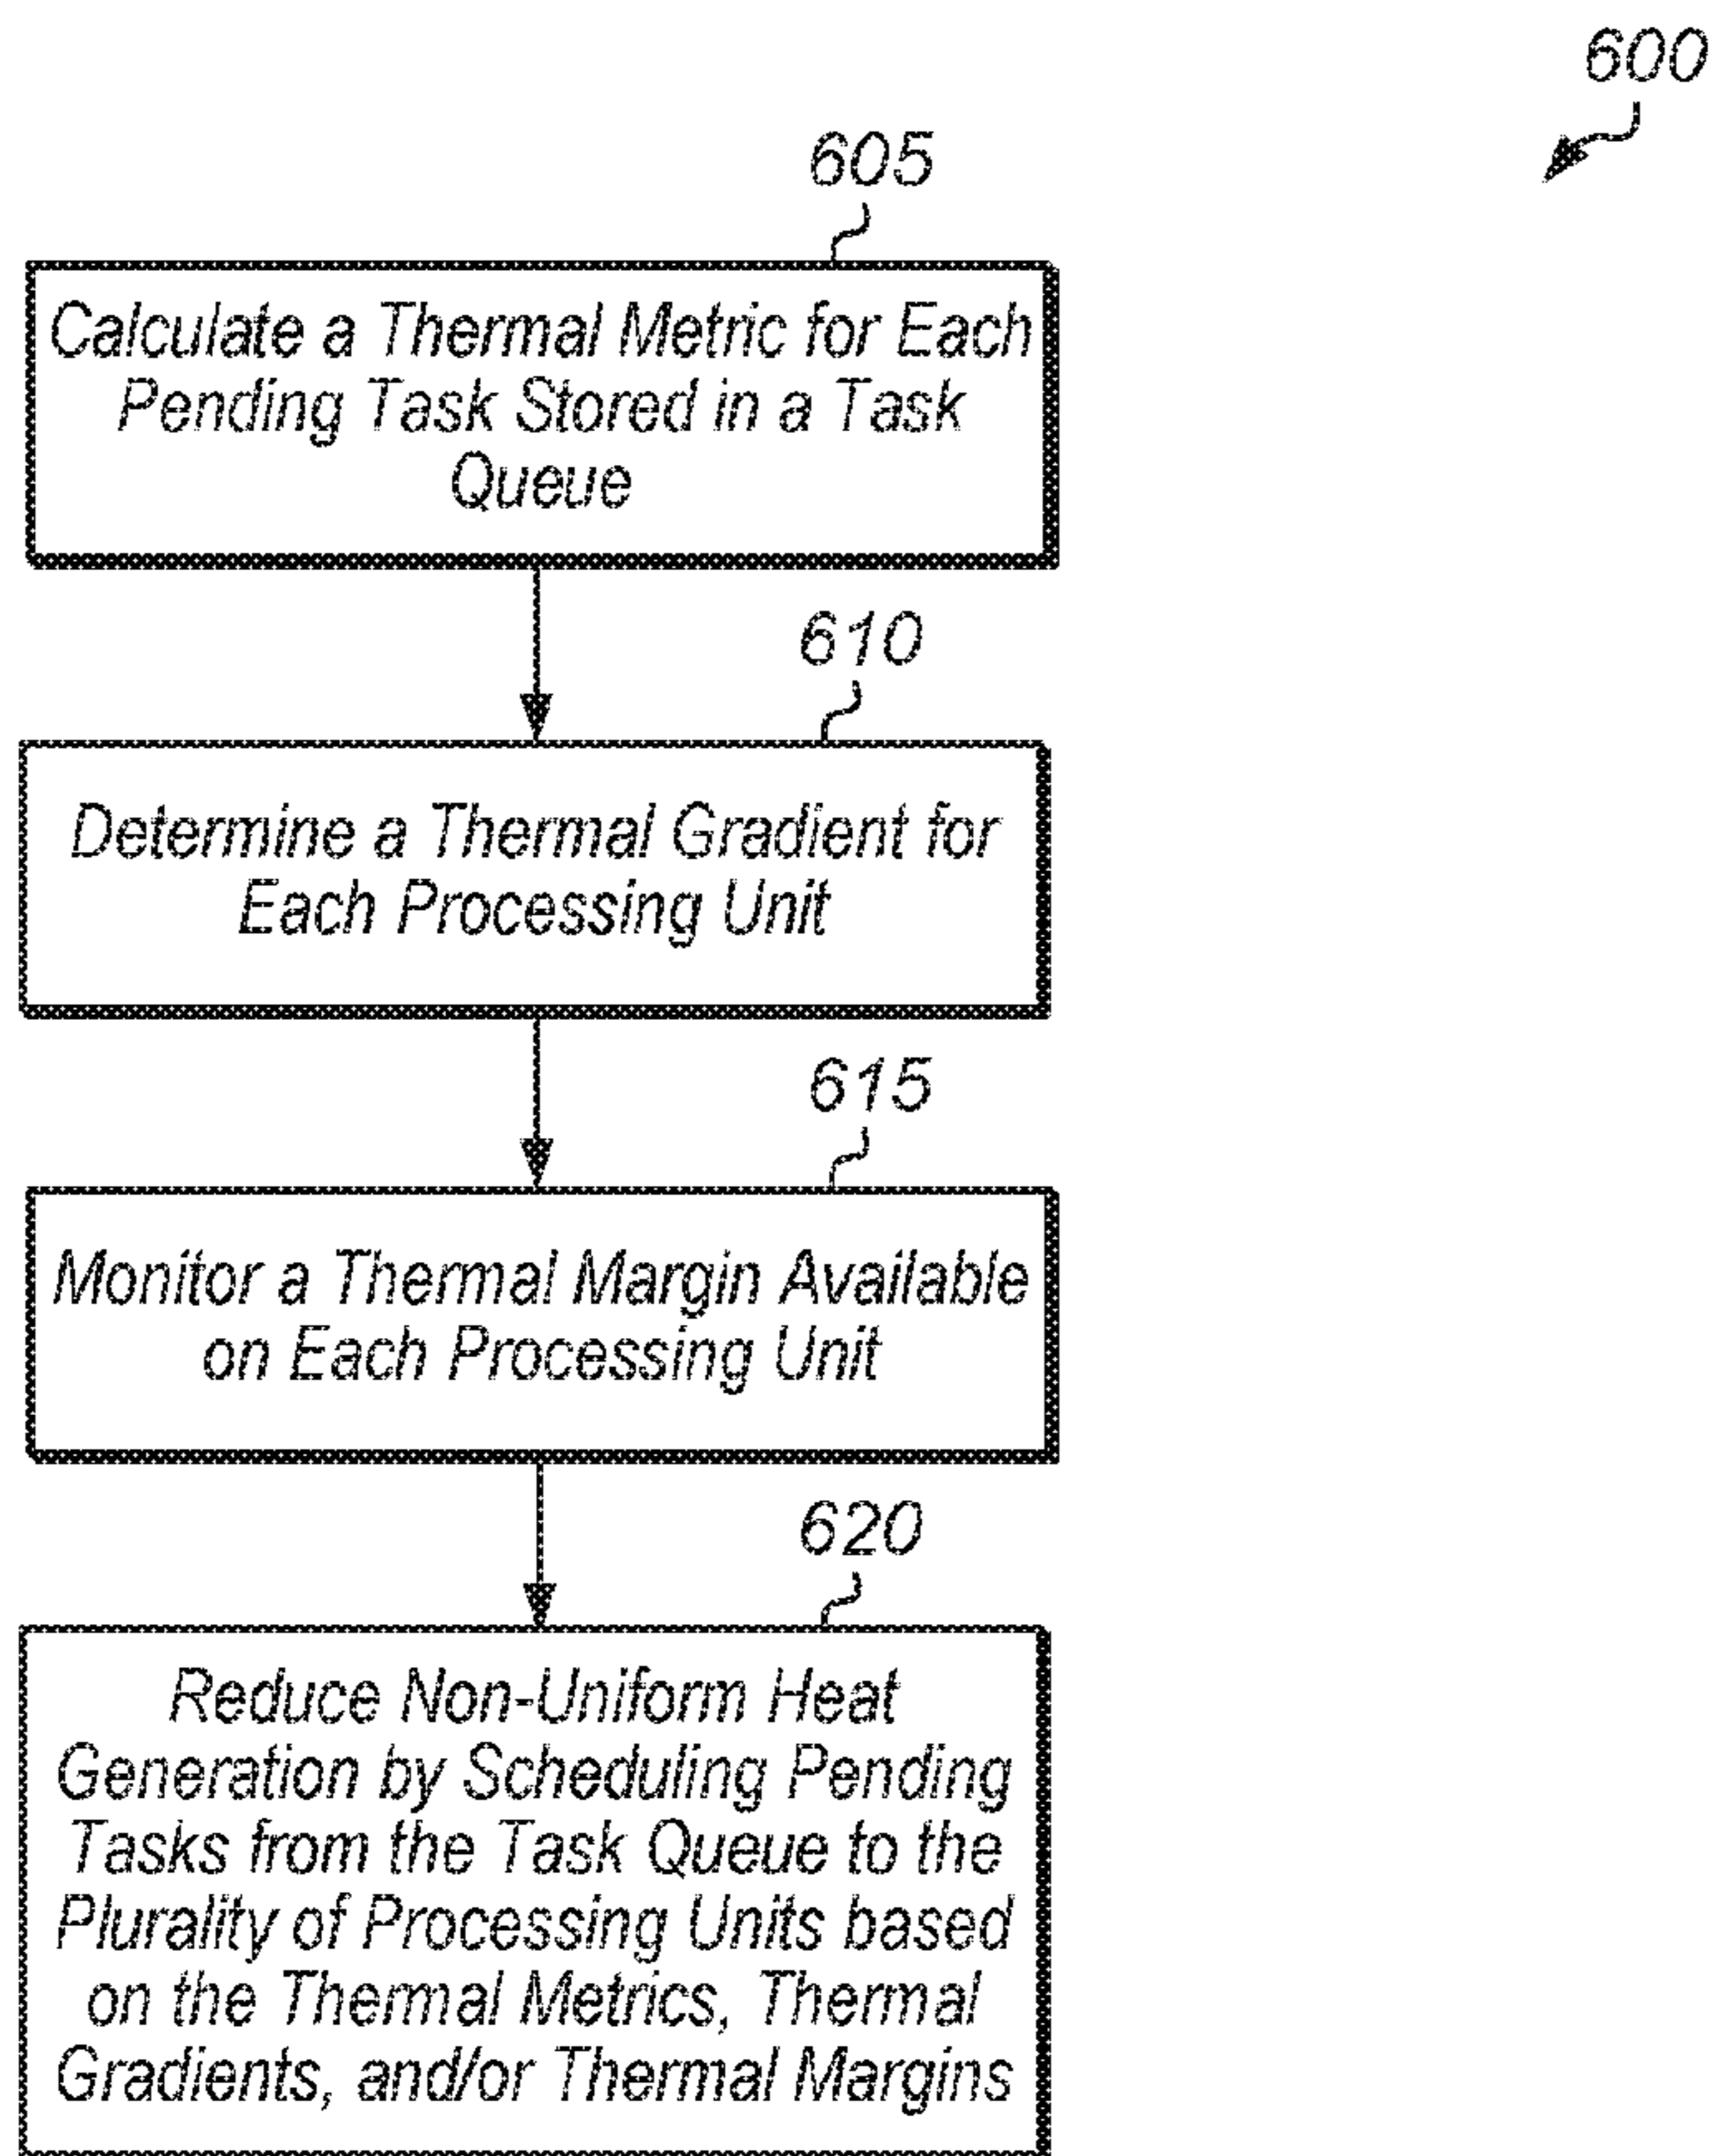 600
605
Calculate a Thermal Metric for Each
Pending Task Stored in a Task
Queue
610
Determine a Thermal Gradient for
Each Processing Unit
615
Monitor a Thermal Margin Available
on Each Processing Unit
620
Reduce Non-Uniform Heat
Generation by Scheduling Pending
Tasks from the Task Queue to the
Plurality of Processing Units based
on the Thermal Metrics, Thermal
Gradients, and/or Thermal Margins